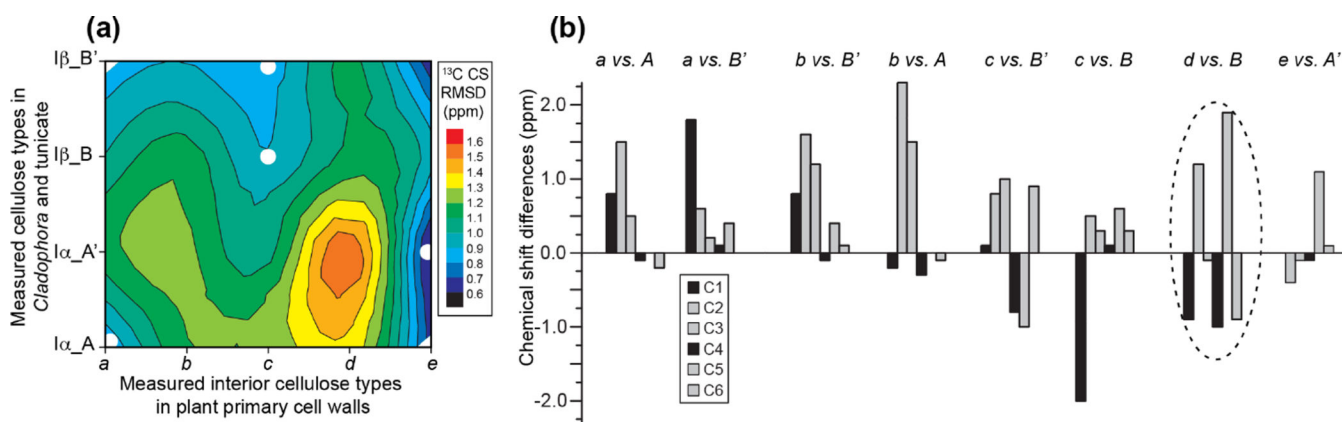 (a)
Measured cellulose types in
Cladophora and tunicate
Iβ_B’
Iβ_B
Iα_A’
Iα_A
a b c d e
Measured interior cellulose types
in plant primary cell walls
¹³C CS
RMSD
(ppm)
1.6
1.5
1.4
1.3
1.2
1.1
1.0
0.9
0.8
0.7
0.6
(b)
a vs. A a vs. B’ b vs. B’ b vs. A c vs. B’ c vs. B d vs. B e vs. A’
Chemical shift differences (ppm)
2.0
1.0
0.0
-1.0
-2.0
C1
C2
C3
C4
C5
C6